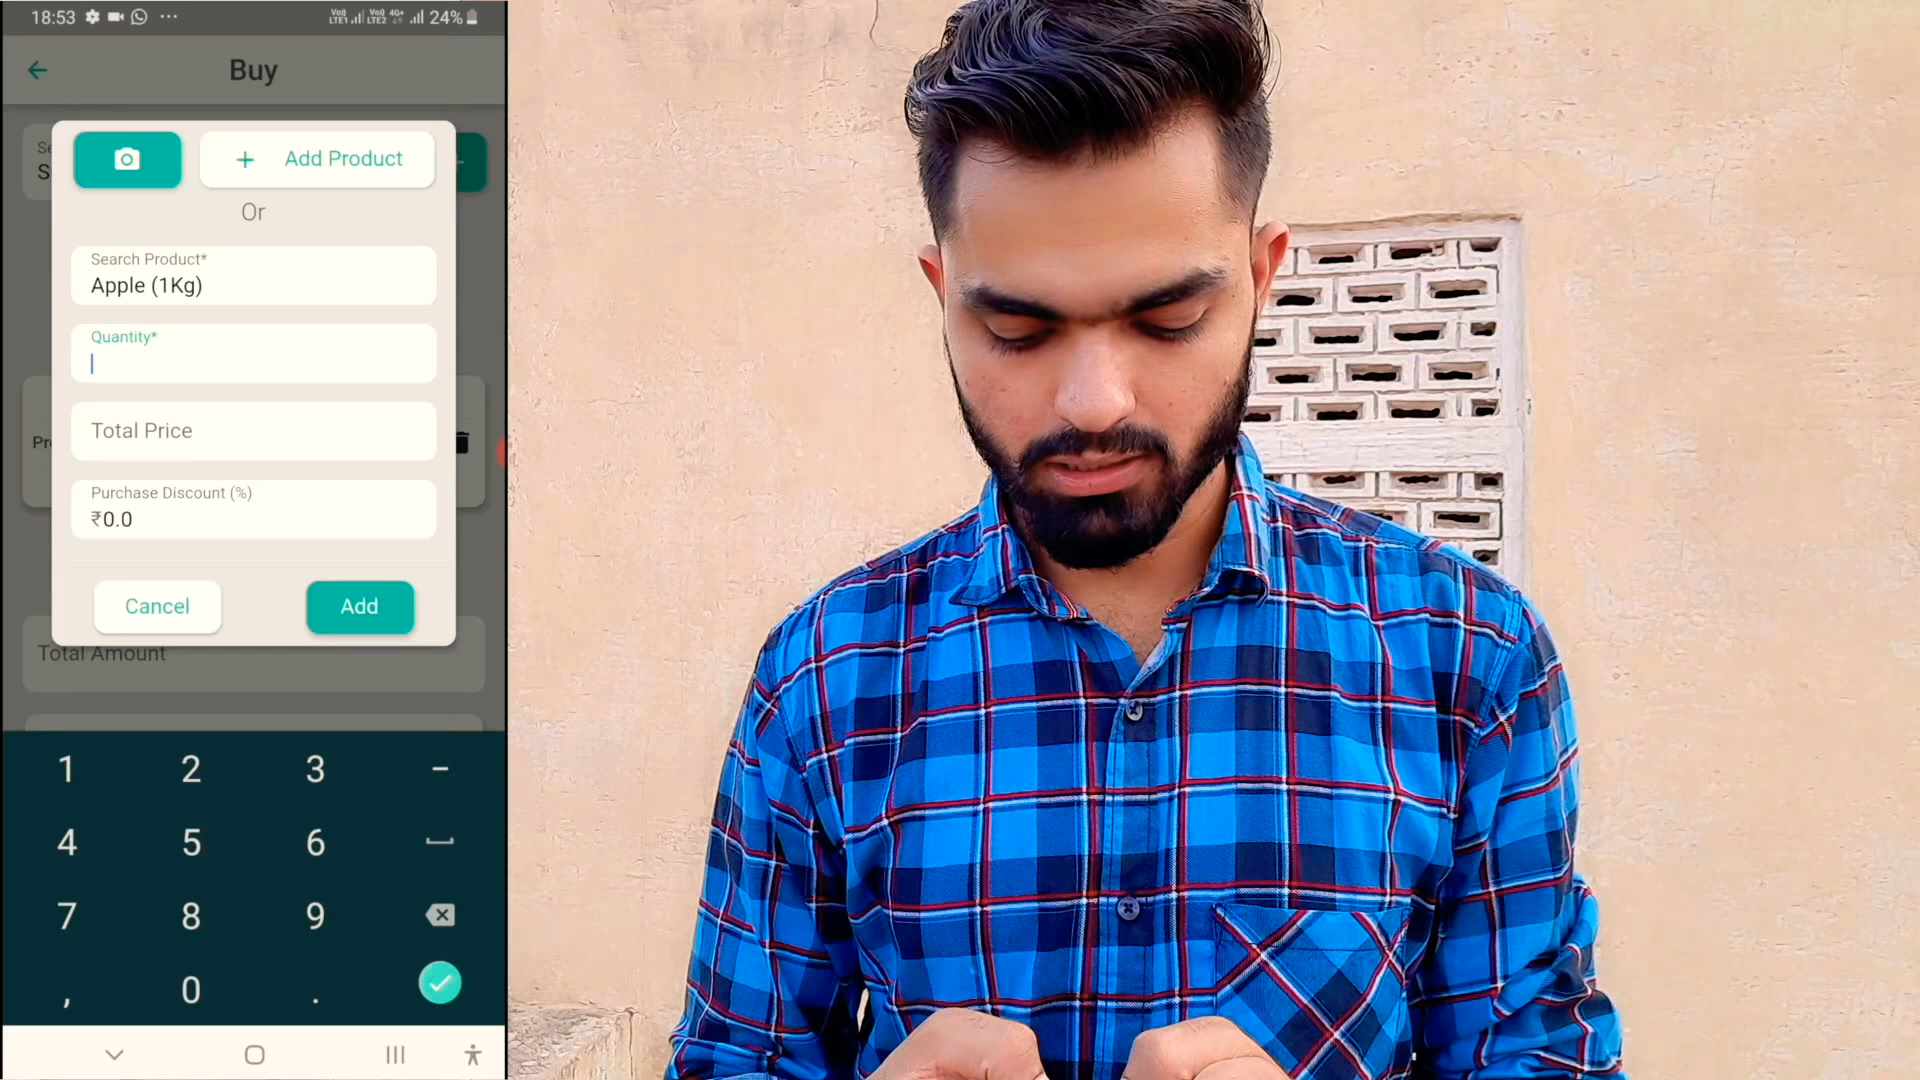 18:53 24%
Buy
Add Product
Or
Search Product*
Apple (1Kg)
Quantity*
Total Price
Purchase Discount (%)
₹0.0
Cancel
Add
Total Amount
1 2 3 -
4 5 6
7 8 9
, 0 .